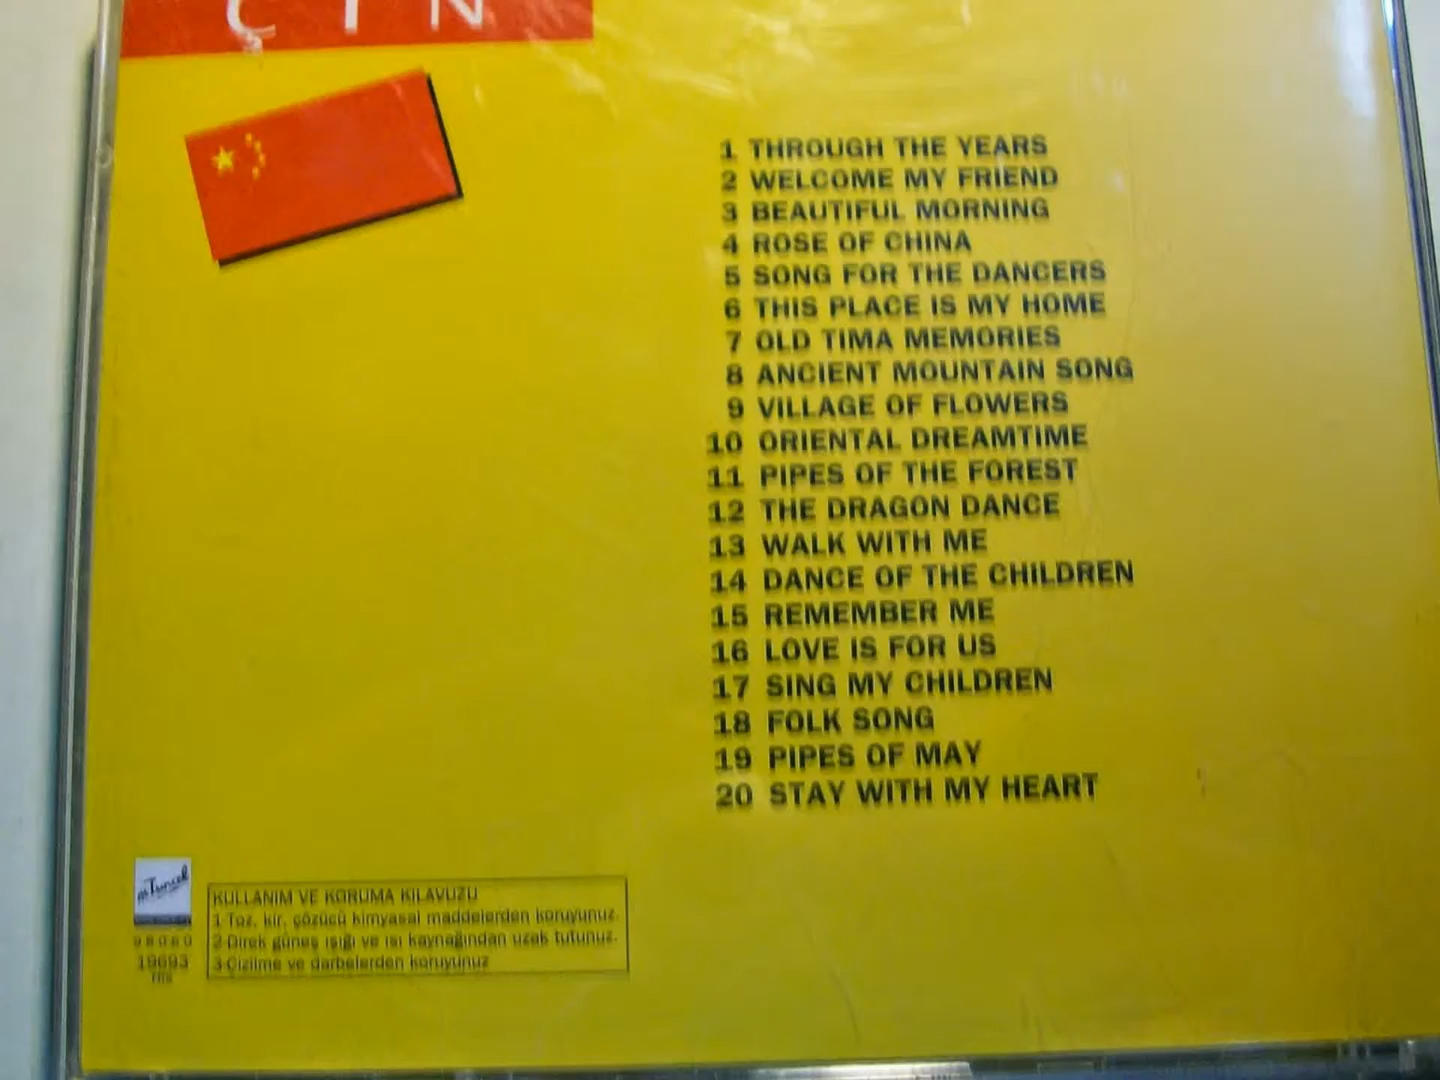 ÇİN
1 THROUGH THE YEARS
2 WELCOME MY FRIEND
3 BEAUTIFUL MORNING
4 ROSE OF CHINA
5 SONG FOR THE DANCERS
6 THIS PLACE IS MY HOME
7 OLD TIMA MEMORIES
8 ANCIENT MOUNTAIN SONG
9 VILLAGE OF FLOWERS
10 ORIENTAL DREAMTIME
11 PIPES OF THE FOREST
12 THE DRAGON DANCE
13 WALK WITH ME
14 DANCE OF THE CHILDREN
15 REMEMBER ME
16 LOVE IS FOR US
17 SING MY CHILDREN
18 FOLK SONG
19 PIPES OF MAY
20 STAY WITH MY HEART
KULLANIM VE KORUMA KILAVUZU
1-Toz, kir, çözücü kimyasal maddelerden koruyunuz.
2-Direk güneş ışığı ve ısı kaynağından uzak tutunuz.
3-Çizilme ve darbelerden koruyunuz
m Tuncel
98060
19693